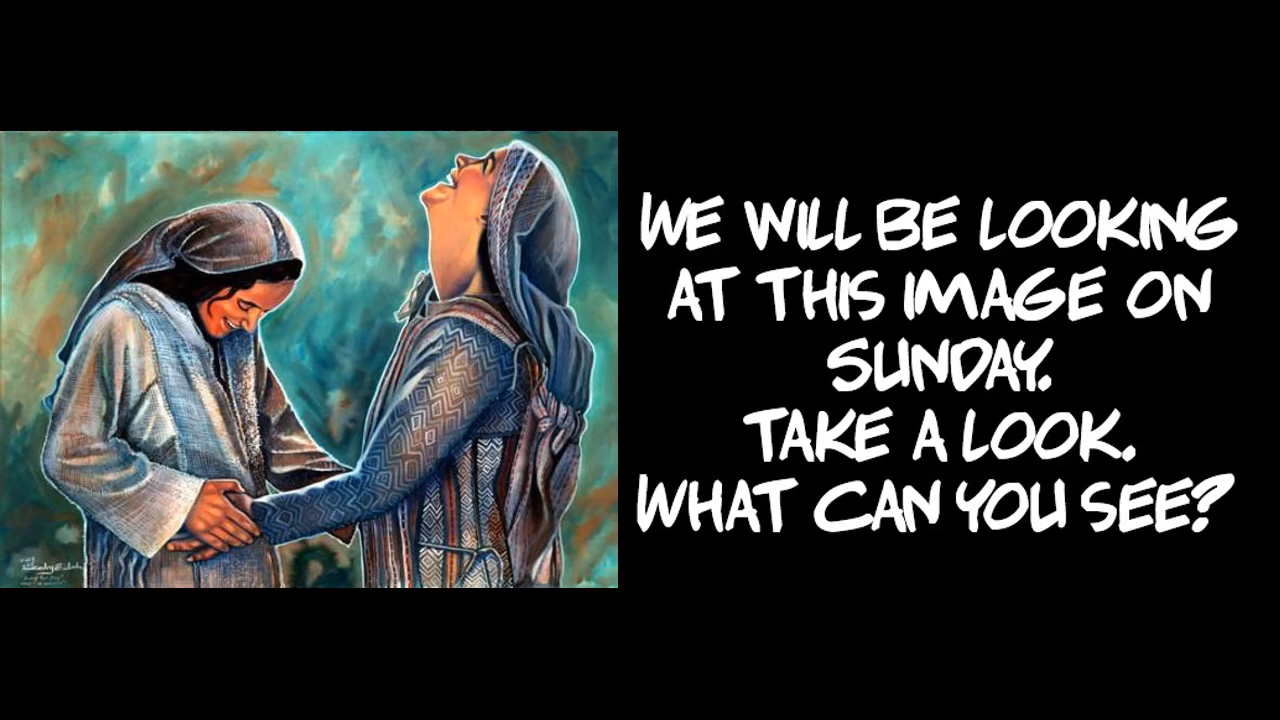 WE WILL BE LOOKING
AT THIS IMAGE ON
SUNDAY.
TAKE A LOOK.
WHAT CAN YOU SEE?